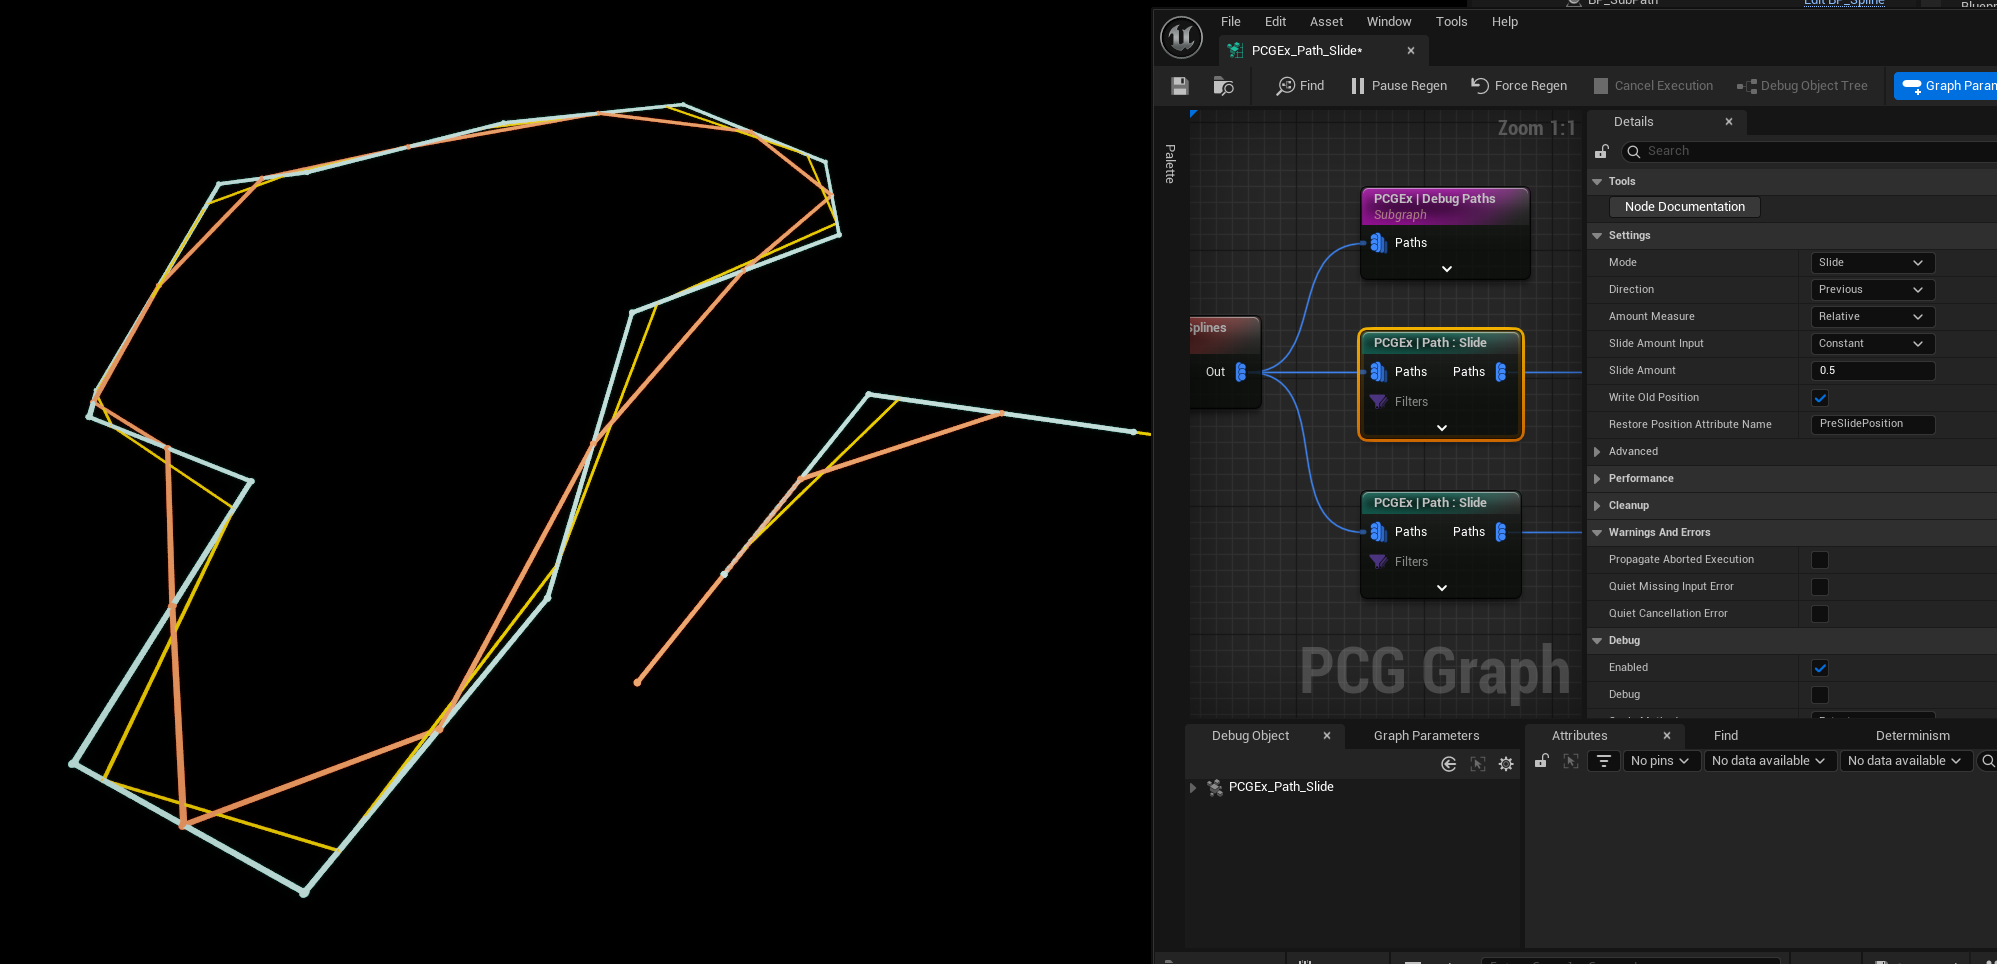 BP_SubPath
Edit BP_Spline
File Edit Asset Window Tools Help
PCGEx_Path_Slide*
Find Pause Regen Force Regen Cancel Execution Debug Object Tree Graph Param
Palette
Zoom 1:1
PCGEx | Debug Paths
Subgraph
Paths
Splines
Out
PCGEx | Path : Slide
Paths Paths
Filters
PCGEx | Path : Slide
Paths Paths
Filters
PCG Graph
Details
Search
Tools
Node Documentation
Settings
Mode Slide
Direction Previous
Amount Measure Relative
Slide Amount Input Constant
Slide Amount 0.5
Write Old Position
Restore Position Attribute Name PreSlidePosition
Advanced
Performance
Cleanup
Warnings And Errors
Propagate Aborted Execution
Quiet Missing Input Error
Quiet Cancellation Error
Debug
Enabled
Debug
Debug Object Graph Parameters
PCGEx_Path_Slide
Attributes Find Determinism
No pins No data available No data available